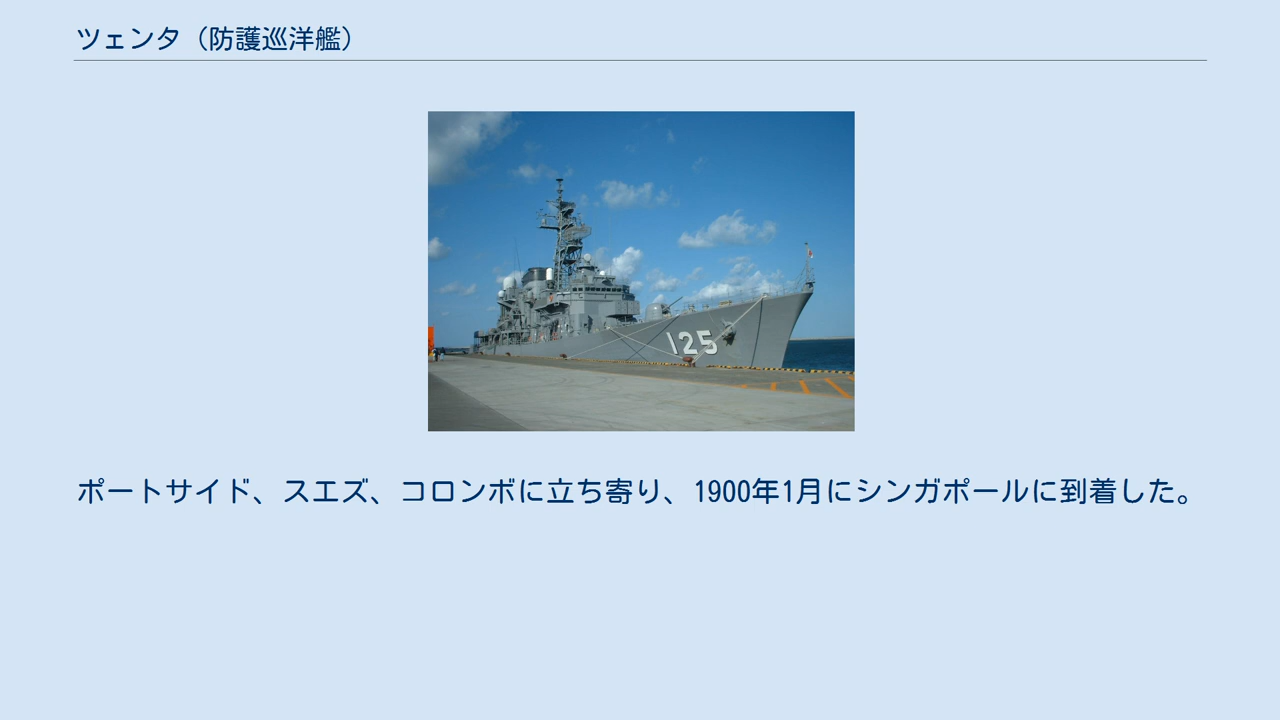 ツェンタ（防護巡洋艦）
125
ポートサイド、スエズ、コロンボに立ち寄り、1900年1月にシンガポールに到着した。